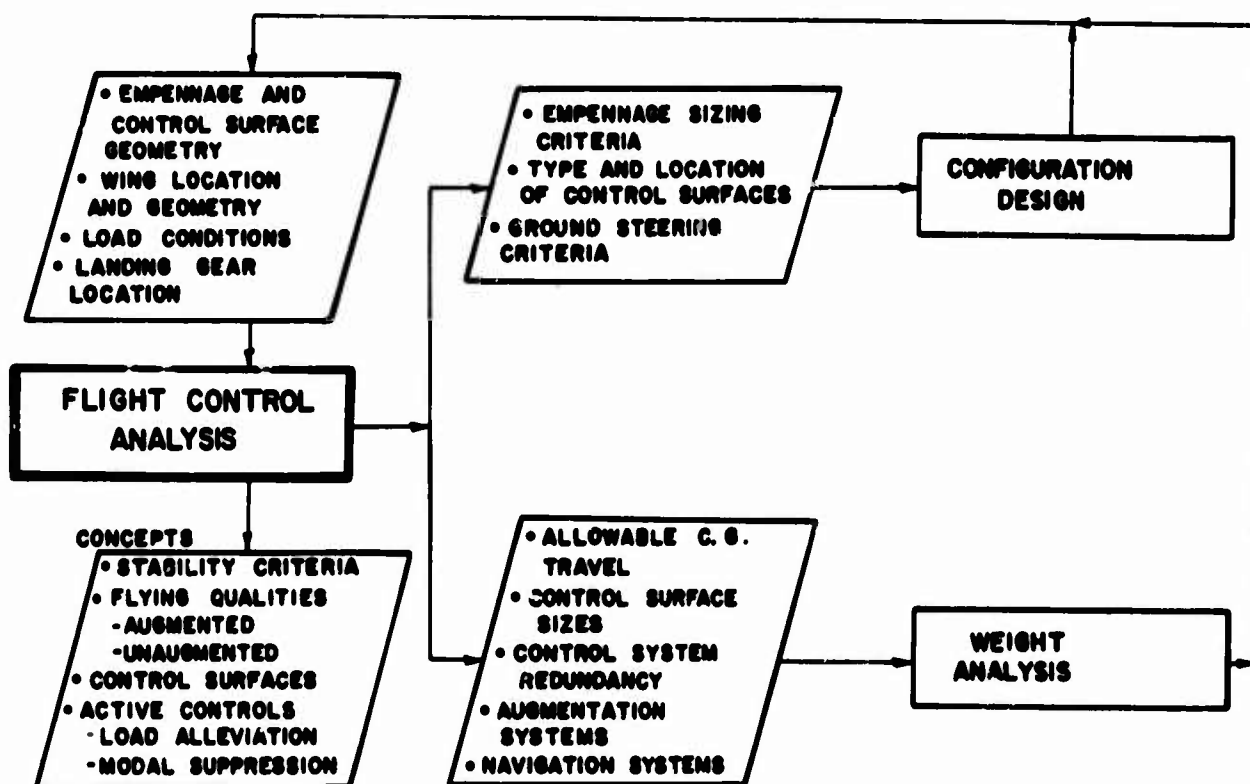 • EMPENNAGE AND
CONTROL SURFACE
GEOMETRY
• WING LOCATION
AND GEOMETRY
• LOAD CONDITIONS
• LANDING GEAR
LOCATION
• EMPENNAGE SIZING
CRITERIA
• TYPE AND LOCATION
OF CONTROL SURFACES
• GROUND STEERING
CRITERIA
CONFIGURATION
DESIGN
FLIGHT CONTROL
ANALYSIS
CONCEPTS
• STABILITY CRITERIA
• FLYING QUALITIES
-AUGMENTED
-UNAUGMENTED
• CONTROL SURFACES
• ACTIVE CONTROLS
- LOAD ALLEVIATION
-MODAL SUPPRESSION
• ALLOWABLE C. G.
TRAVEL
• CONTROL SURFACE
SIZES
• CONTROL SYSTEM
REDUNDANCY
• AUGMENTATION
SYSTEMS
• NAVIGATION SYSTEMS
WEIGHT
ANALYSIS